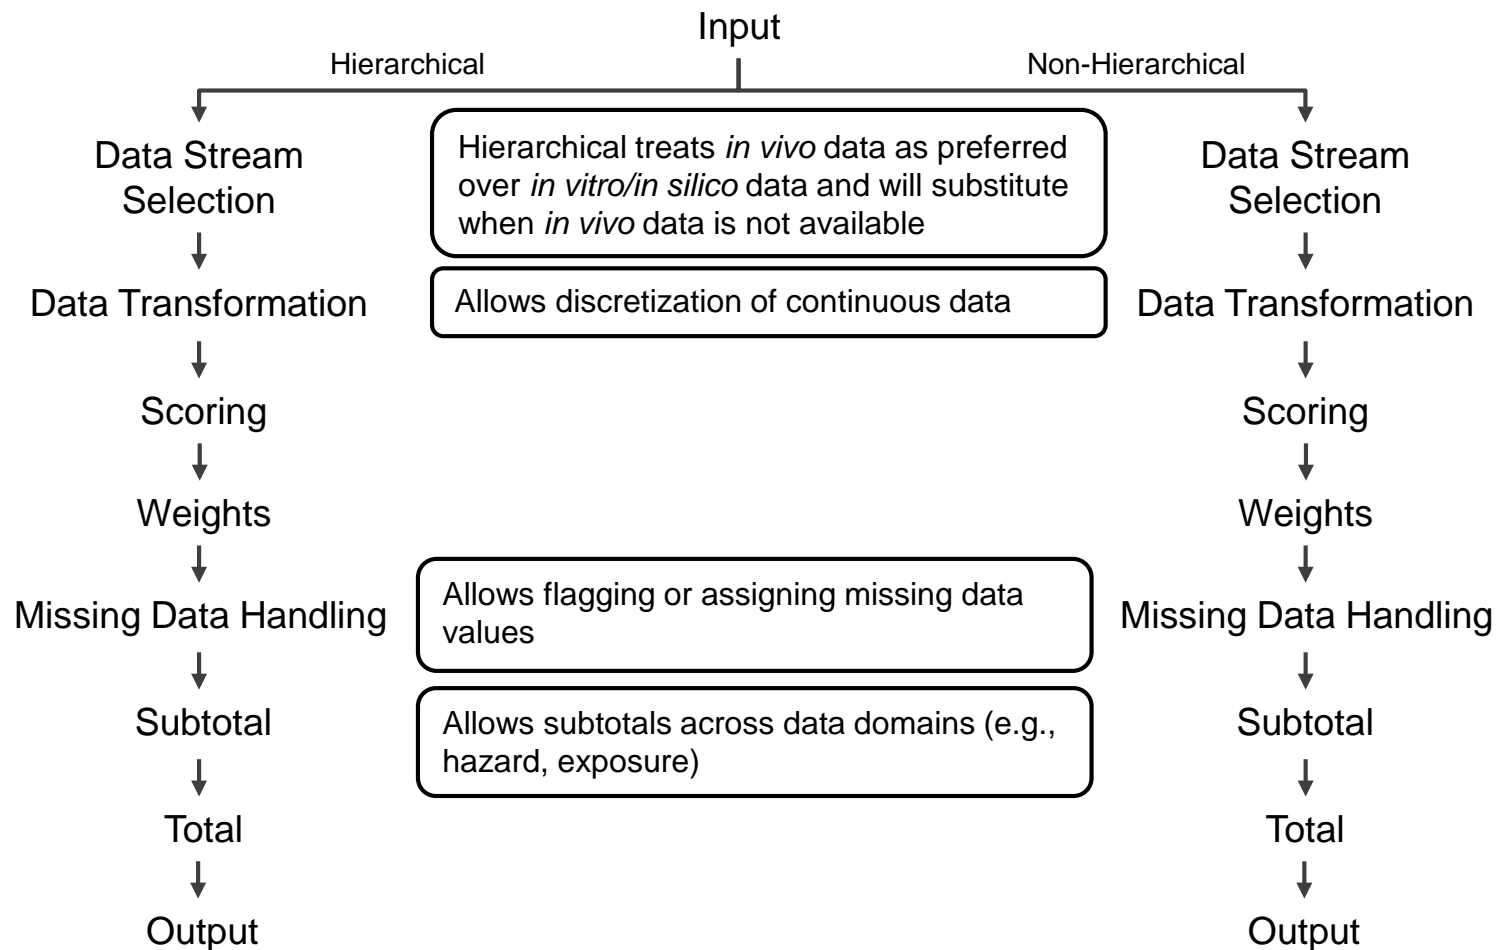 Input
Hierarchical
Non-Hierarchical
Data Stream
Selection
Hierarchical treats in vivo data as preferred
over in vitro/in silico data and will substitute
when in vivo data is not available
Data Stream
Selection
Data Transformation
Allows discretization of continuous data
Data Transformation
Scoring
Scoring
Weights
Weights
Missing Data Handling
Allows flagging or assigning missing data
values
Missing Data Handling
Subtotal
Allows subtotals across data domains (e.g.,
hazard, exposure)
Subtotal
Total
Total
Output
Output